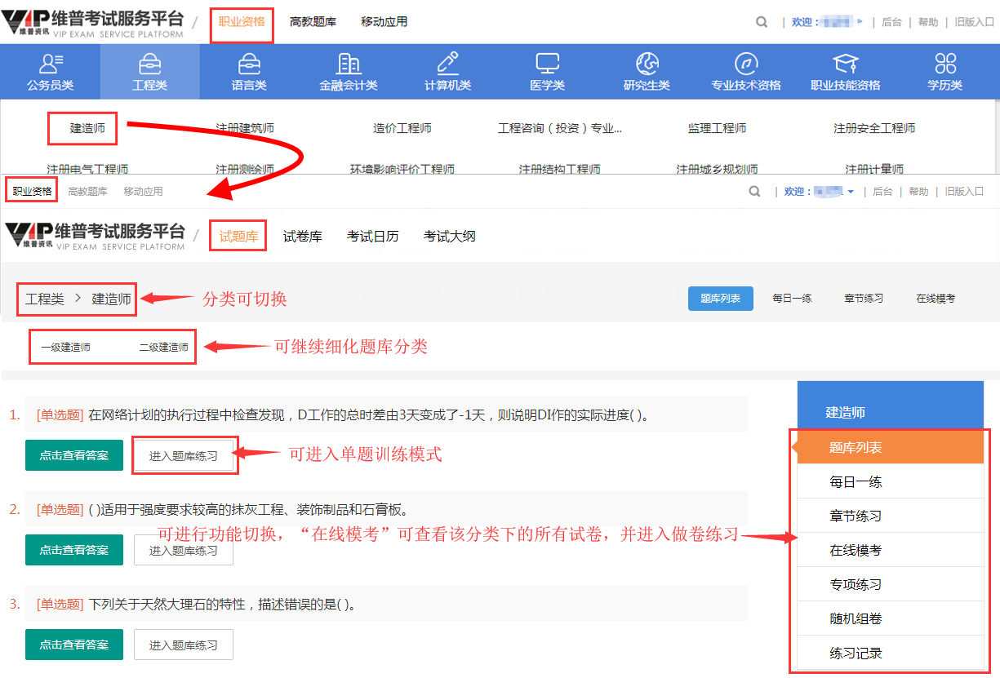 VIP 维普资讯 维普考试服务平台 VIP EXAM SERVICE PLATFORM / 职业资格 高教题库 移动应用 | 欢迎： | 后台 | 帮助 | 旧版入口
公务员类 工程类 语言类 金融会计类 计算机类 医学类 研究生类 专业技术资格 职业技能资格 学历类
建造师 注册建筑师 造价工程师 工程咨询（投资）专业... 监理工程师 注册安全工程师
注册电气工程师 注册测绘师 环境影响评价工程师 注册结构工程师 注册城乡规划师 注册计量师
职业资格 高教题库 移动应用 | 欢迎： | 后台 | 帮助 | 旧版入口
VIP 维普资讯 维普考试服务平台 VIP EXAM SERVICE PLATFORM / 试题库 试卷库 考试日历 考试大纲
工程类 > 建造师 分类可切换 题库列表 每日一练 章节练习 在线模考
一级建造师 二级建造师 可继续细化题库分类
1. [单选题] 在网络计划的执行过程中检查发现，D工作的总时差由3天变成了-1天，则说明DI作的实际进度( )。
点击查看答案 进入题库练习 可进入单题训练模式
2. [单选题] ( )适用于强度要求较高的抹灰工程、装饰制品和石膏板。
可进行功能切换，“在线模考”可查看该分类下的所有试卷，并进入做卷练习
点击查看答案 进入题库练习
3. [单选题] 下列关于天然大理石的特性，描述错误的是( )。
点击查看答案 进入题库练习
建造师
题库列表
每日一练
章节练习
在线模考
专项练习
随机组卷
练习记录